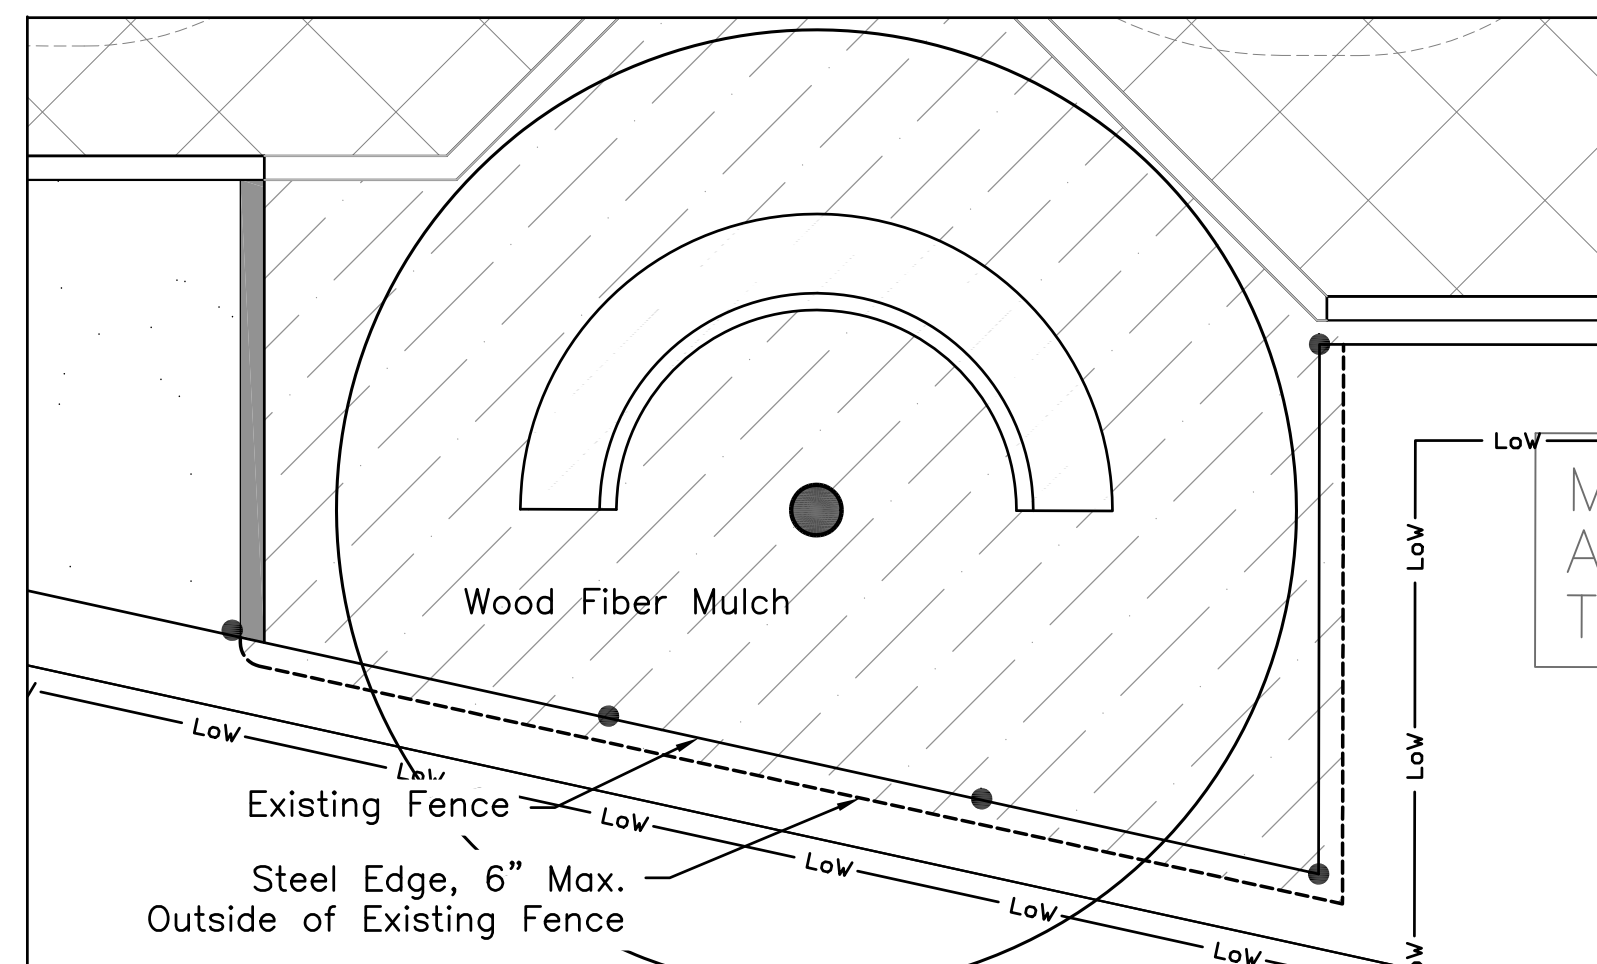 LoW
M
LoW
A
T
Wood Fiber Mulch
LoW
LoW
LoW
Existing Fence
LoW
LoW
Steel Edge, 6” Max.
LoW
Outside of Existing Fence
LoW